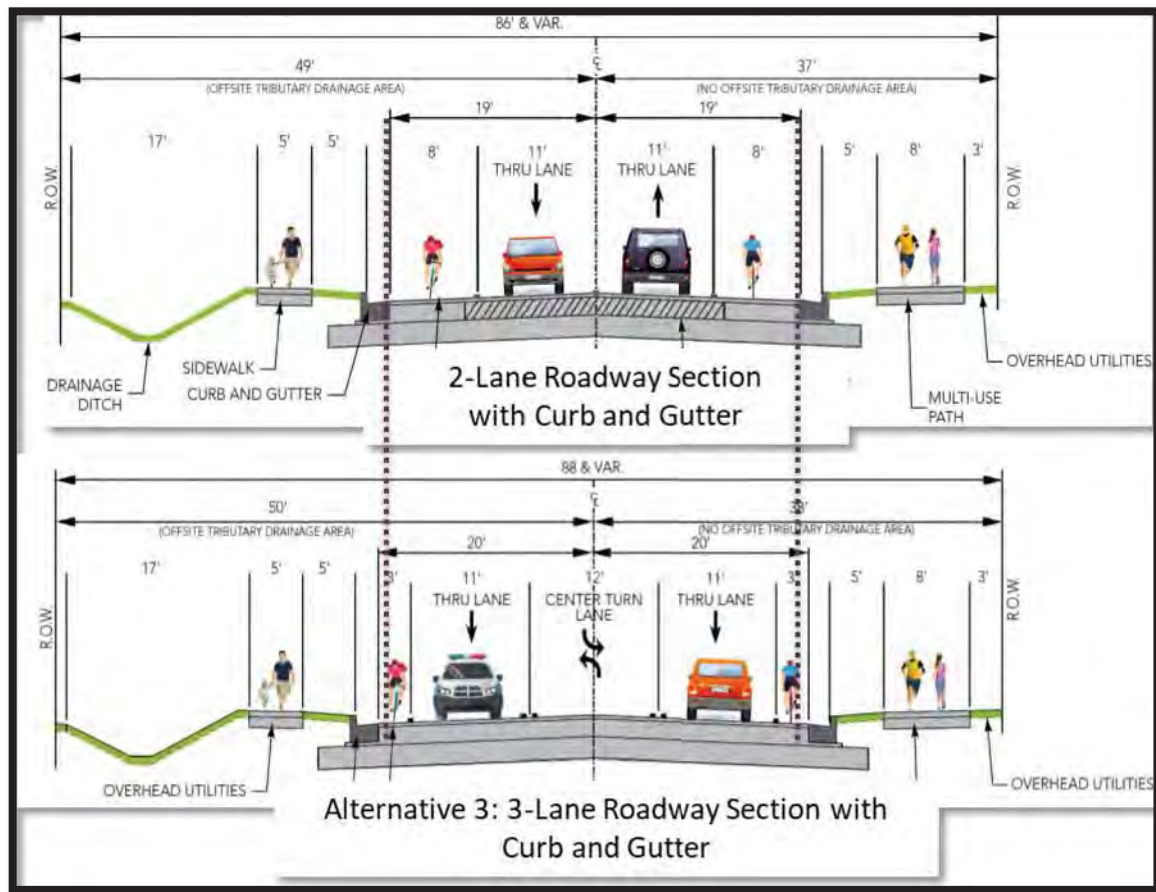 86' & VAR.
49' ℄ 37'
(OFFSITE TRIBUTARY DRAINAGE AREA) (NO OFFSITE TRIBUTARY DRAINAGE AREA)
19' 19'
17' 5' 5' 8' 11' 11' 8' 5' 8' 3'
THRU LANE THRU LANE
R.O.W. R.O.W.
SIDEWALK
OVERHEAD UTILITIES
DRAINAGE
DITCH
CURB AND GUTTER
MULTI-USE
PATH
2-Lane Roadway Section
with Curb and Gutter
88 & VAR.
50' ℄ 38'
(OFFSITE TRIBUTARY DRAINAGE AREA) (NO OFFSITE TRIBUTARY DRAINAGE AREA)
20' 20'
17' 5' 5' 3' 11' 12' 11' 3' 5' 8' 3'
THRU LANE CENTER TURN THRU LANE
LANE
R.O.W. R.O.W.
OVERHEAD UTILITIES OVERHEAD UTILITIES
Alternative 3: 3-Lane Roadway Section with
Curb and Gutter